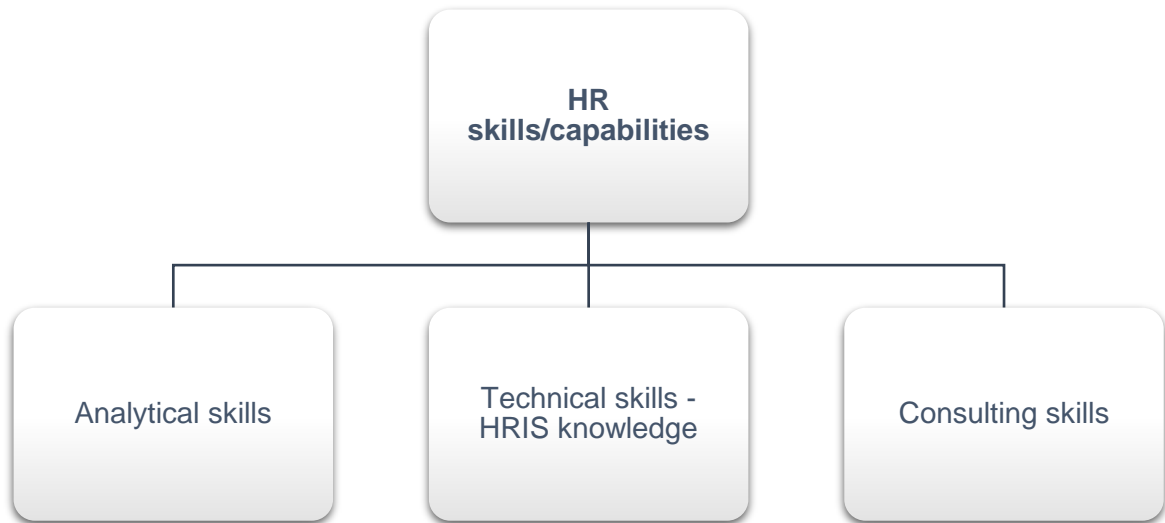 HR
skills/capabilities
Analytical skills
Technical skills -
HRIS knowledge
Consulting skills